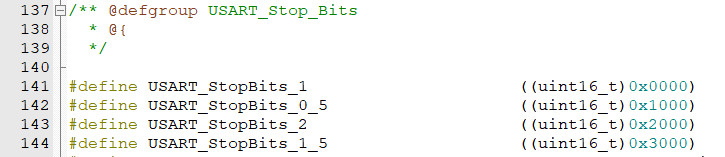 137 /** @defgroup USART_Stop_Bits
138 * @{
139 */
140
141 #define USART_StopBits_1 ((uint16_t)0x0000)
142 #define USART_StopBits_0_5 ((uint16_t)0x1000)
143 #define USART_StopBits_2 ((uint16_t)0x2000)
144 #define USART_StopBits_1_5 ((uint16_t)0x3000)